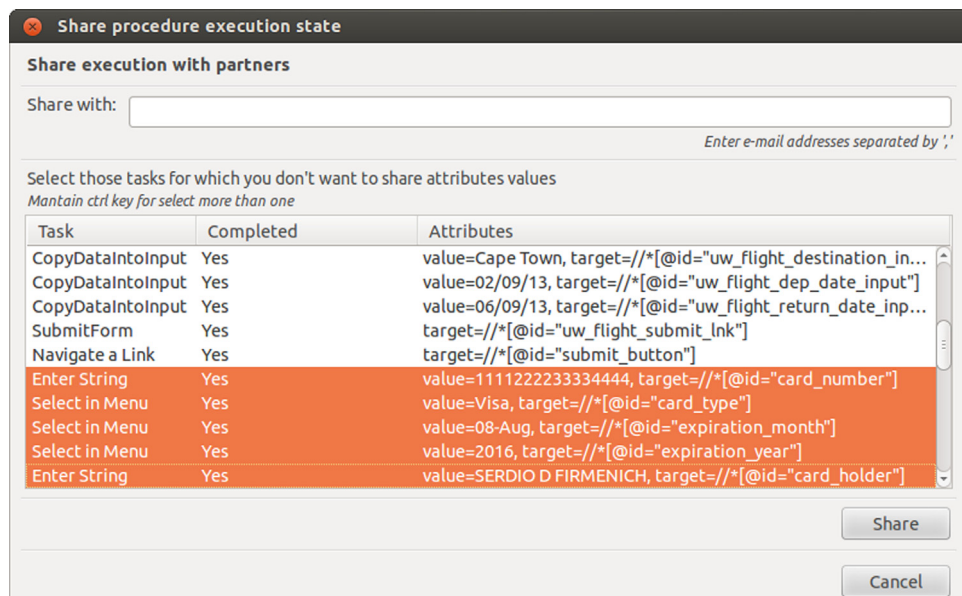 Share procedure execution state
Share execution with partners
Share with:
Enter e-mail addresses separated by ','
Select those tasks for which you don't want to share attributes values
Mantain ctrl key for select more than one
Task Completed Attributes
CopyDataIntoInput Yes value=Cape Town, target=//*[@id="uw_flight_destination_in...
CopyDataIntoInput Yes value=02/09/13, target=//*[@id="uw_flight_dep_date_input"]
CopyDataIntoInput Yes value=06/09/13, target=//*[@id="uw_flight_return_date_inp...
SubmitForm Yes target=//*[@id="uw_flight_submit_lnk"]
Navigate a Link Yes target=//*[@id="submit_button"]
Enter String Yes value=1111222233334444, target=//*[@id="card_number"]
Select in Menu Yes value=Visa, target=//*[@id="card_type"]
Select in Menu Yes value=08-Aug, target=//*[@id="expiration_month"]
Select in Menu Yes value=2016, target=//*[@id="expiration_year"]
Enter String Yes value=SERDIO D FIRMENICH, target=//*[@id="card_holder"]
Share
Cancel